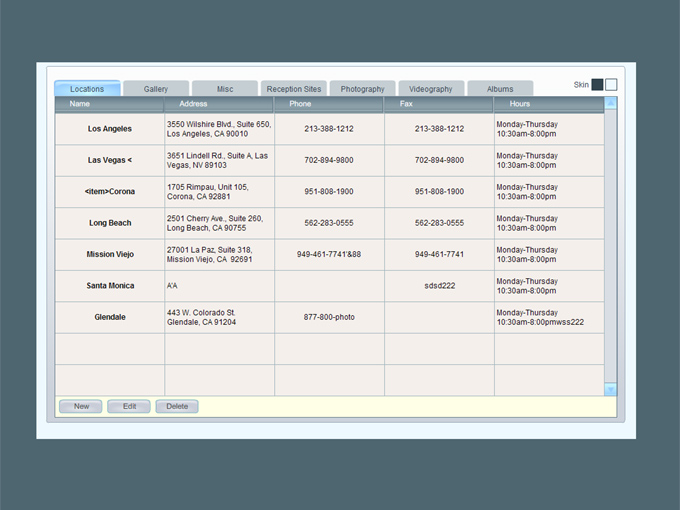 Skin
Locations Gallery Misc Reception Sites Photography Videography Albums
Name Address Phone Fax Hours
Los Angeles 3550 Wilshire Blvd., Suite 650, 213-388-1212 213-388-1212 Monday-Thursday
Los Angeles, CA 90010 10:30am-8:00pm
Las Vegas < 3651 Lindell Rd., Suite A, Las 702-894-9800 702-894-9800 Monday-Thursday
Vegas, NV 89103 10:30am-8:00pm
<item>Corona 1705 Rimpau, Unit 105, 951-808-1900 951-808-1900 Monday-Thursday
Corona, CA 92881 10:30am-8:00pm
Long Beach 2501 Cherry Ave., Suite 260, 562-283-0555 562-283-0555 Monday-Thursday
Long Beach, CA 90755 10:30am-8:00pm
Mission Viejo 27001 La Paz, Suite 318, 949-461-7741'&88 949-461-7741 Monday-Thursday
Mission Viejo, CA 92691 10:30am-8:00pm
Santa Monica A'A sdsd222 Monday-Thursday
10:30am-8:00pm
Glendale 443 W. Colorado St. 877-800-photo Monday-Thursday
Glendale, CA 91204 10:30am-8:00pmwss222
New Edit Delete